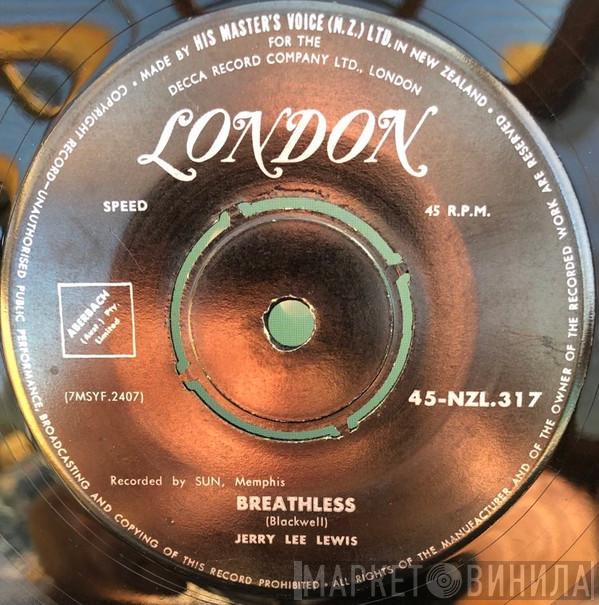 MADE BY HIS MASTER'S VOICE (N.Z.) LTD. IN NEW ZEALAND •
FOR THE
DECCA RECORD COMPANY LTD., LONDON
LONDON
SPEED
45 R.P.M.
ABERBACH
(Aust.) Pty.
Limited
(7MSYF.2407)
45-NZL.317
Recorded by SUN, Memphis
BREATHLESS
(Blackwell)
JERRY LEE LEWIS
• COPYRIGHT RECORD—UNAUTHORISED PUBLIC PERFORMANCE, BROADCASTING AND COPYING OF THIS RECORD PROHIBITED • ALL RIGHTS OF THE MANUFACTURER AND OF THE OWNER OF THE RECORDED WORK ARE RESERVED •
МАРКЕТ ВИНИЛА